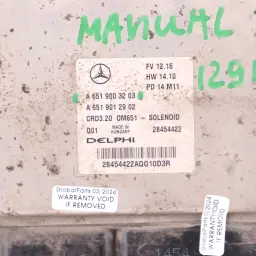 MANUAL
129
FV 12.16
HW 14.10
PD 14 M11
A 651 900 32 03
A 651 901 29 02
CRD3.20 OM651 - SOLENOID
D01
MADE IN
HUNGARY
28454422
DELPHI
28454422AQG10D3R
GlobalParts 03/2024
WARRANTY VOID
IF REMOVED
GlobalParts 03/2024
WARRANTY VOID
IF REMOVED